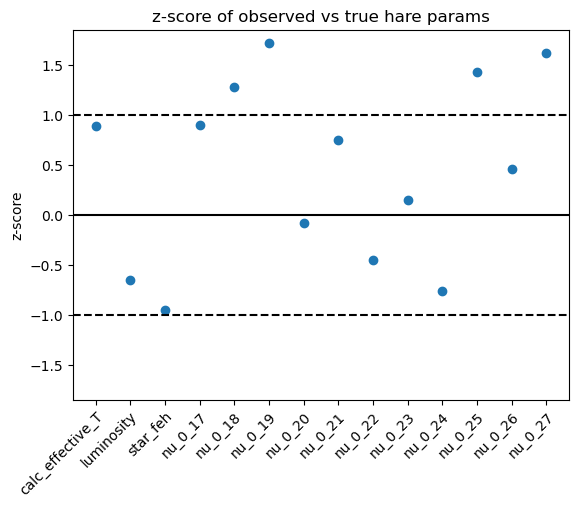 z-score of observed vs true hare params
z-score
1.5
1.0
0.5
0.0
−0.5
−1.0
−1.5
calc_effective_T
luminosity
star_feh
nu_0_17
nu_0_18
nu_0_19
nu_0_20
nu_0_21
nu_0_22
nu_0_23
nu_0_24
nu_0_25
nu_0_26
nu_0_27